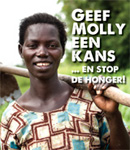 GEEF
MOLLY
EEN
KANS
... EN STOP
DE HONGER!